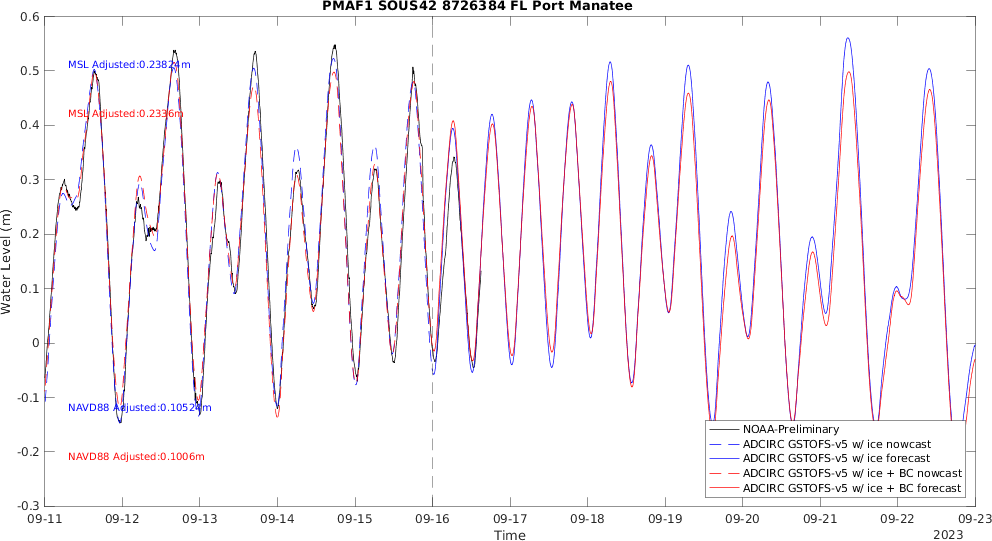 PMAF1 SOUS42 8726384 FL Port Manatee
0.6
0.5
0.4
0.3
0.2
0.1
0
-0.1
-0.2
-0.3
Water Level (m)
MSL Adjusted:0.23824m
MSL Adjusted:0.2336m
NAVD88 Adjusted:0.10524m
NAVD88 Adjusted:0.1006m
NOAA-Preliminary
ADCIRC GSTOFS-v5 w/ ice nowcast
ADCIRC GSTOFS-v5 w/ ice forecast
ADCIRC GSTOFS-v5 w/ ice + BC nowcast
ADCIRC GSTOFS-v5 w/ ice + BC forecast
09-11 09-12 09-13 09-14 09-15 09-16 09-17 09-18 09-19 09-20 09-21 09-22 09-23
Time
2023